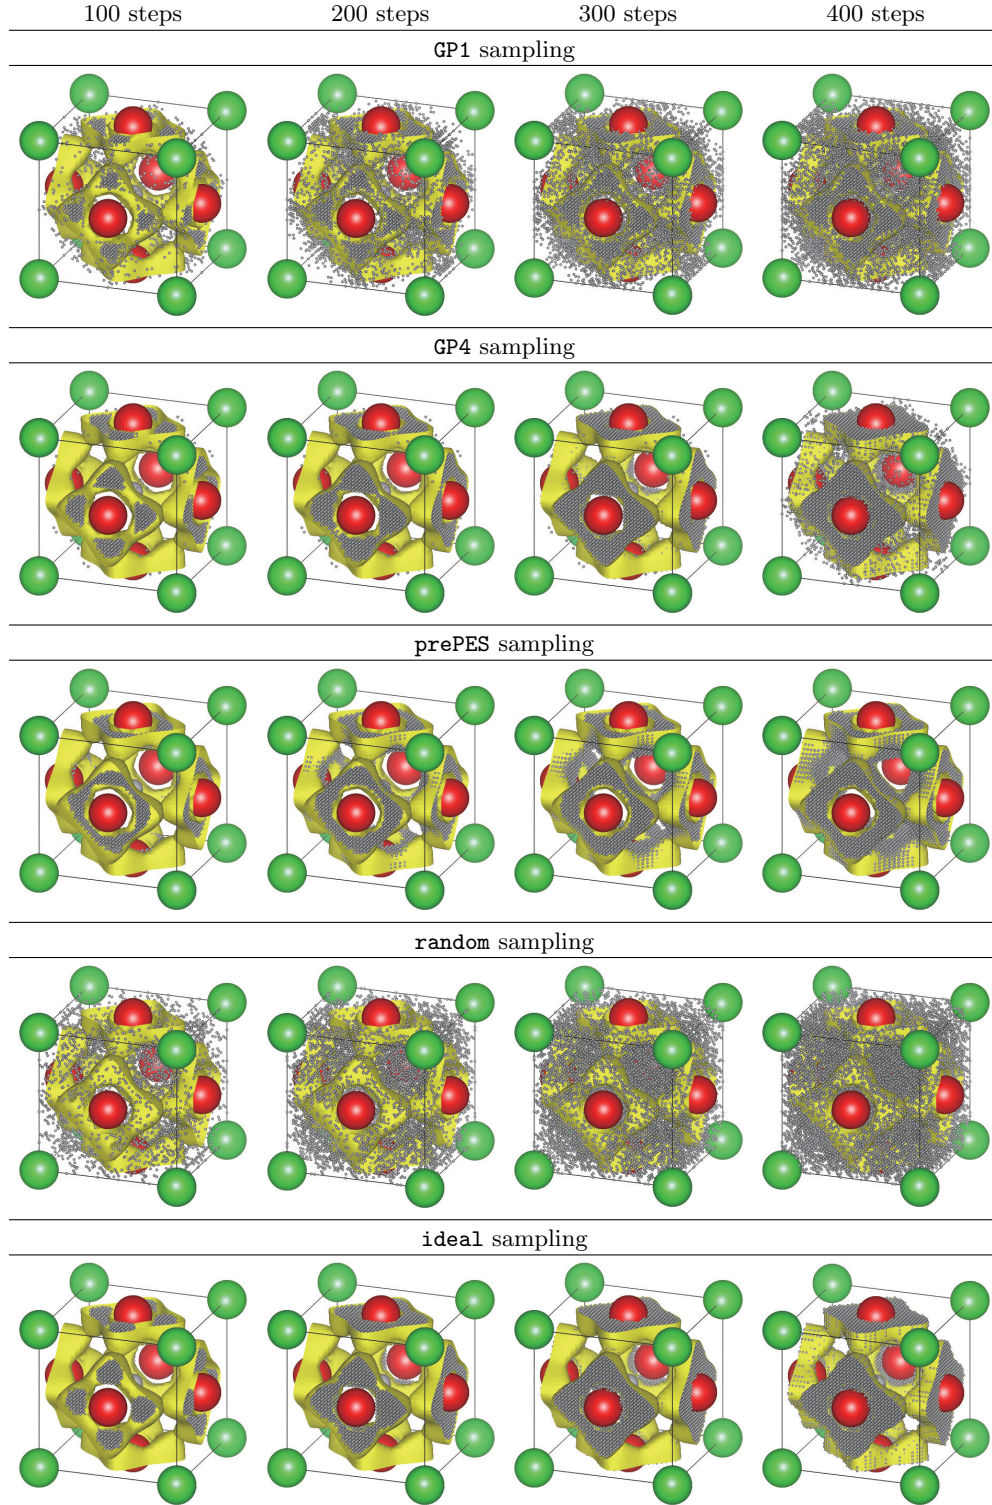 100 steps 200 steps 300 steps 400 steps
GP1 sampling
GP4 sampling
prePES sampling
random sampling
ideal sampling